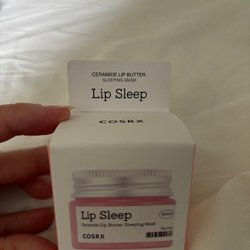 CERAMIDE LIP BUTTER
SLEEPING MASK
Lip Sleep
COSRX
Lip Sleep
Ceramide Lip Butter Sleeping Mask
COSRX